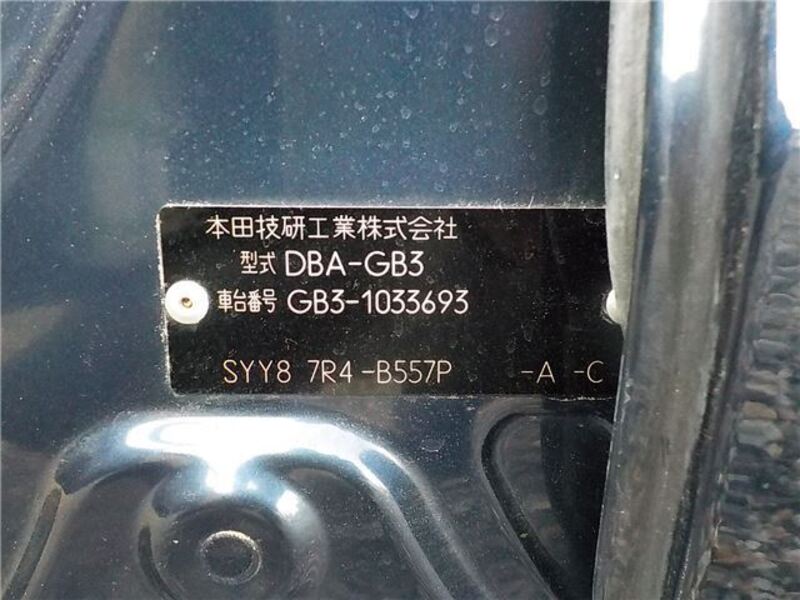 本田技研工業株式会社
型式 DBA-GB3
車台番号 GB3-1033693
SYY8 7R4 -B557P -A -C